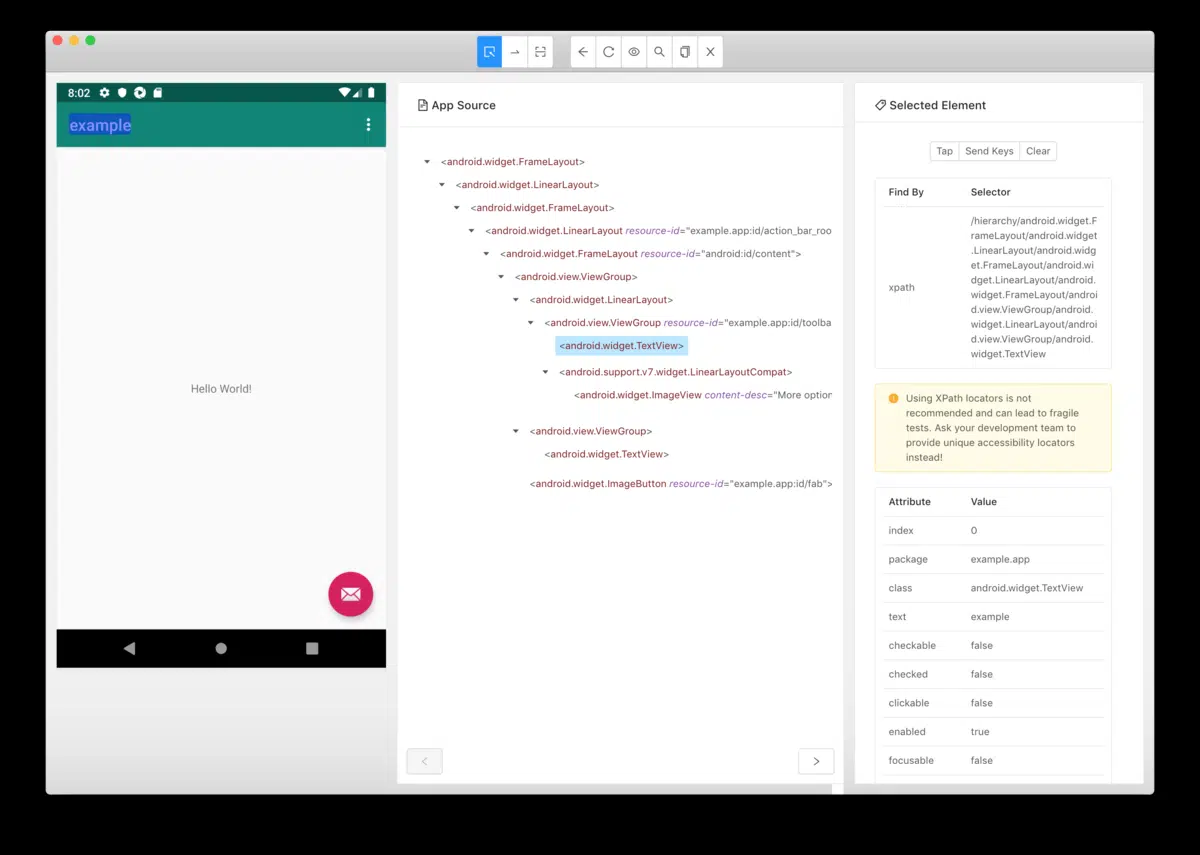 8:02
example
Hello World!
App Source
<android.widget.FrameLayout>
<android.widget.LinearLayout>
<android.widget.FrameLayout>
<android.widget.LinearLayout resource-id="example.app:id/action_bar_roo
<android.widget.FrameLayout resource-id="android:id/content">
<android.view.ViewGroup>
<android.widget.LinearLayout>
<android.view.ViewGroup resource-id="example.app:id/toolba
<android.widget.TextView>
<android.support.v7.widget.LinearLayoutCompat>
<android.widget.ImageView content-desc="More option
<android.view.ViewGroup>
<android.widget.TextView>
<android.widget.ImageButton resource-id="example.app:id/fab">
Selected Element
Tap Send Keys Clear
Find By Selector
xpath
/hierarchy/android.widget.F
rameLayout/android.widget
.LinearLayout/android.widg
et.FrameLayout/android.wi
dget.LinearLayout/android.
widget.FrameLayout/androi
d.view.ViewGroup/android.
widget.LinearLayout/androi
d.view.ViewGroup/android.
widget.TextView
Using XPath locators is not
recommended and can lead to fragile
tests. Ask your development team to
provide unique accessibility locators
instead!
Attribute Value
index 0
package example.app
class android.widget.TextView
text example
checkable false
checked false
clickable false
enabled true
focusable false